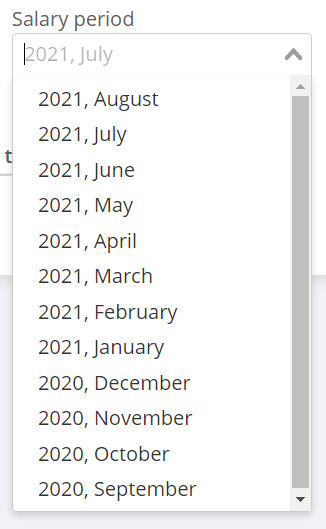 Salary period
2021, July
2021, August
2021, July
2021, June
t
2021, May
2021, April
2021, March
2021, February
2021, January
2020, December
2020, November
2020, October
2020, September